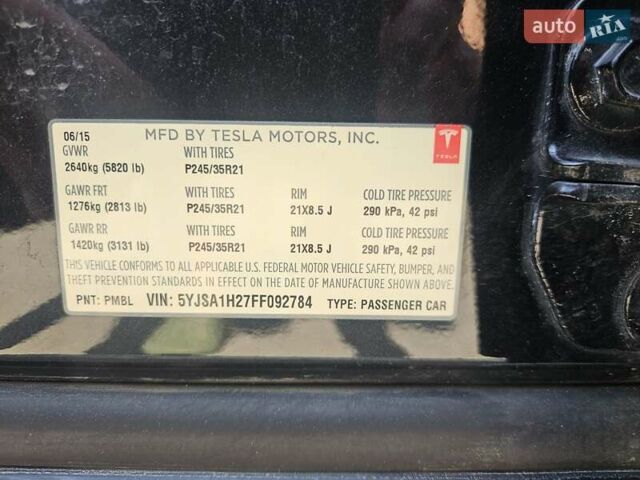 auto RIA
06/15 MFD BY TESLA MOTORS, INC.
TESLA
GVWR WITH TIRES
2640kg (5820 lb) P245/35R21
GAWR FRT WITH TIRES RIM COLD TIRE PRESSURE
1276kg (2813 lb) P245/35R21 21X8.5 J 290 kPa, 42 psi
GAWR RR WITH TIRES RIM COLD TIRE PRESSURE
1420kg (3131 lb) P245/35R21 21X8.5 J 290 kPa, 42 psi
THIS VEHICLE CONFORMS TO ALL APPLICABLE U.S. FEDERAL MOTOR VEHICLE SAFETY, BUMPER, AND
THEFT PREVENTION STANDARDS IN EFFECT ON THE DATE OF MANUFACTURE SHOWN ABOVE.
PNT: PMBL VIN: 5YJSA1H27FF092784 TYPE: PASSENGER CAR